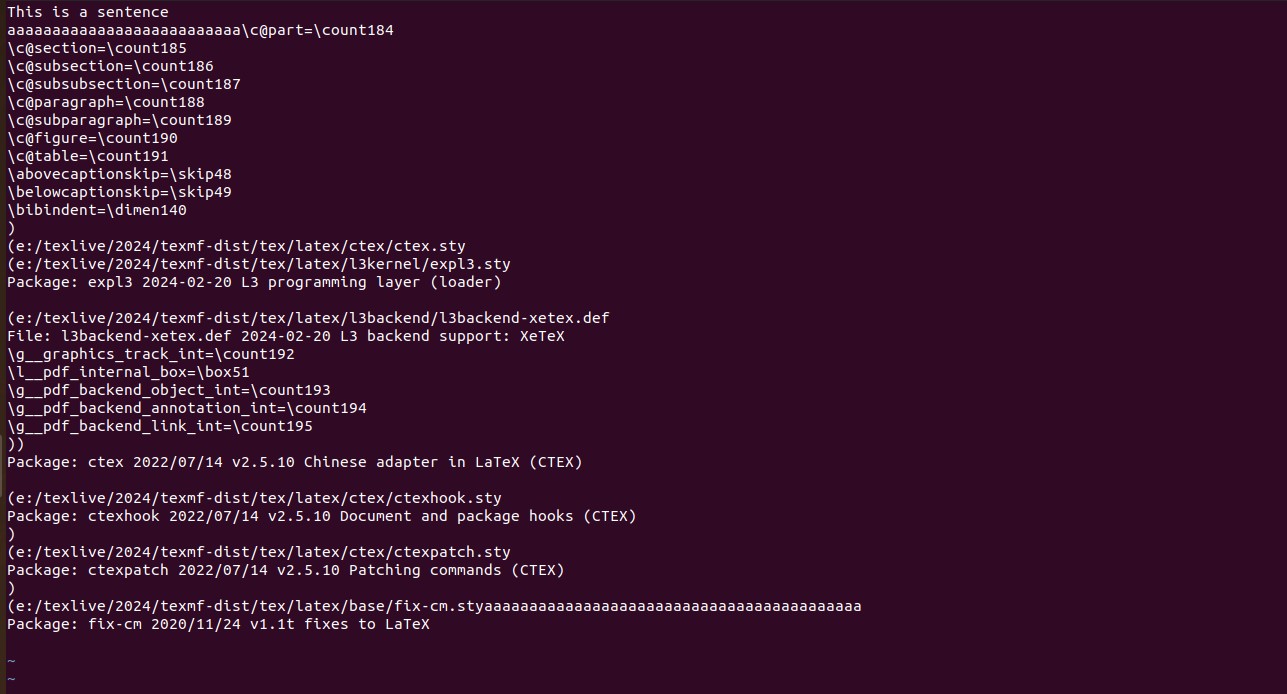 This is a sentence
aaaaaaaaaaaaaaaaaaaaaaaaaa\c@part=\count184
\c@section=\count185
\c@subsection=\count186
\c@subsubsection=\count187
\c@paragraph=\count188
\c@subparagraph=\count189
\c@figure=\count190
\c@table=\count191
\abovecaptionskip=\skip48
\belowcaptionskip=\skip49
\bibindent=\dimen140
)
(e:/texlive/2024/texmf-dist/tex/latex/ctex/ctex.sty
(e:/texlive/2024/texmf-dist/tex/latex/l3kernel/expl3.sty
Package: expl3 2024-02-20 L3 programming layer (loader)

(e:/texlive/2024/texmf-dist/tex/latex/l3backend/l3backend-xetex.def
File: l3backend-xetex.def 2024-02-20 L3 backend support: XeTeX
\g__graphics_track_int=\count192
\l__pdf_internal_box=\box51
\g__pdf_backend_object_int=\count193
\g__pdf_backend_annotation_int=\count194
\g__pdf_backend_link_int=\count195
))
Package: ctex 2022/07/14 v2.5.10 Chinese adapter in LaTeX (CTEX)

(e:/texlive/2024/texmf-dist/tex/latex/ctex/ctexhook.sty
Package: ctexhook 2022/07/14 v2.5.10 Document and package hooks (CTEX)
)
(e:/texlive/2024/texmf-dist/tex/latex/ctex/ctexpatch.sty
Package: ctexpatch 2022/07/14 v2.5.10 Patching commands (CTEX)
)
(e:/texlive/2024/texmf-dist/tex/latex/base/fix-cm.styaaaaaaaaaaaaaaaaaaaaaaaaaaaaaaaaaaaaaaaaaa
Package: fix-cm 2020/11/24 v1.1t fixes to LaTeX

~
~